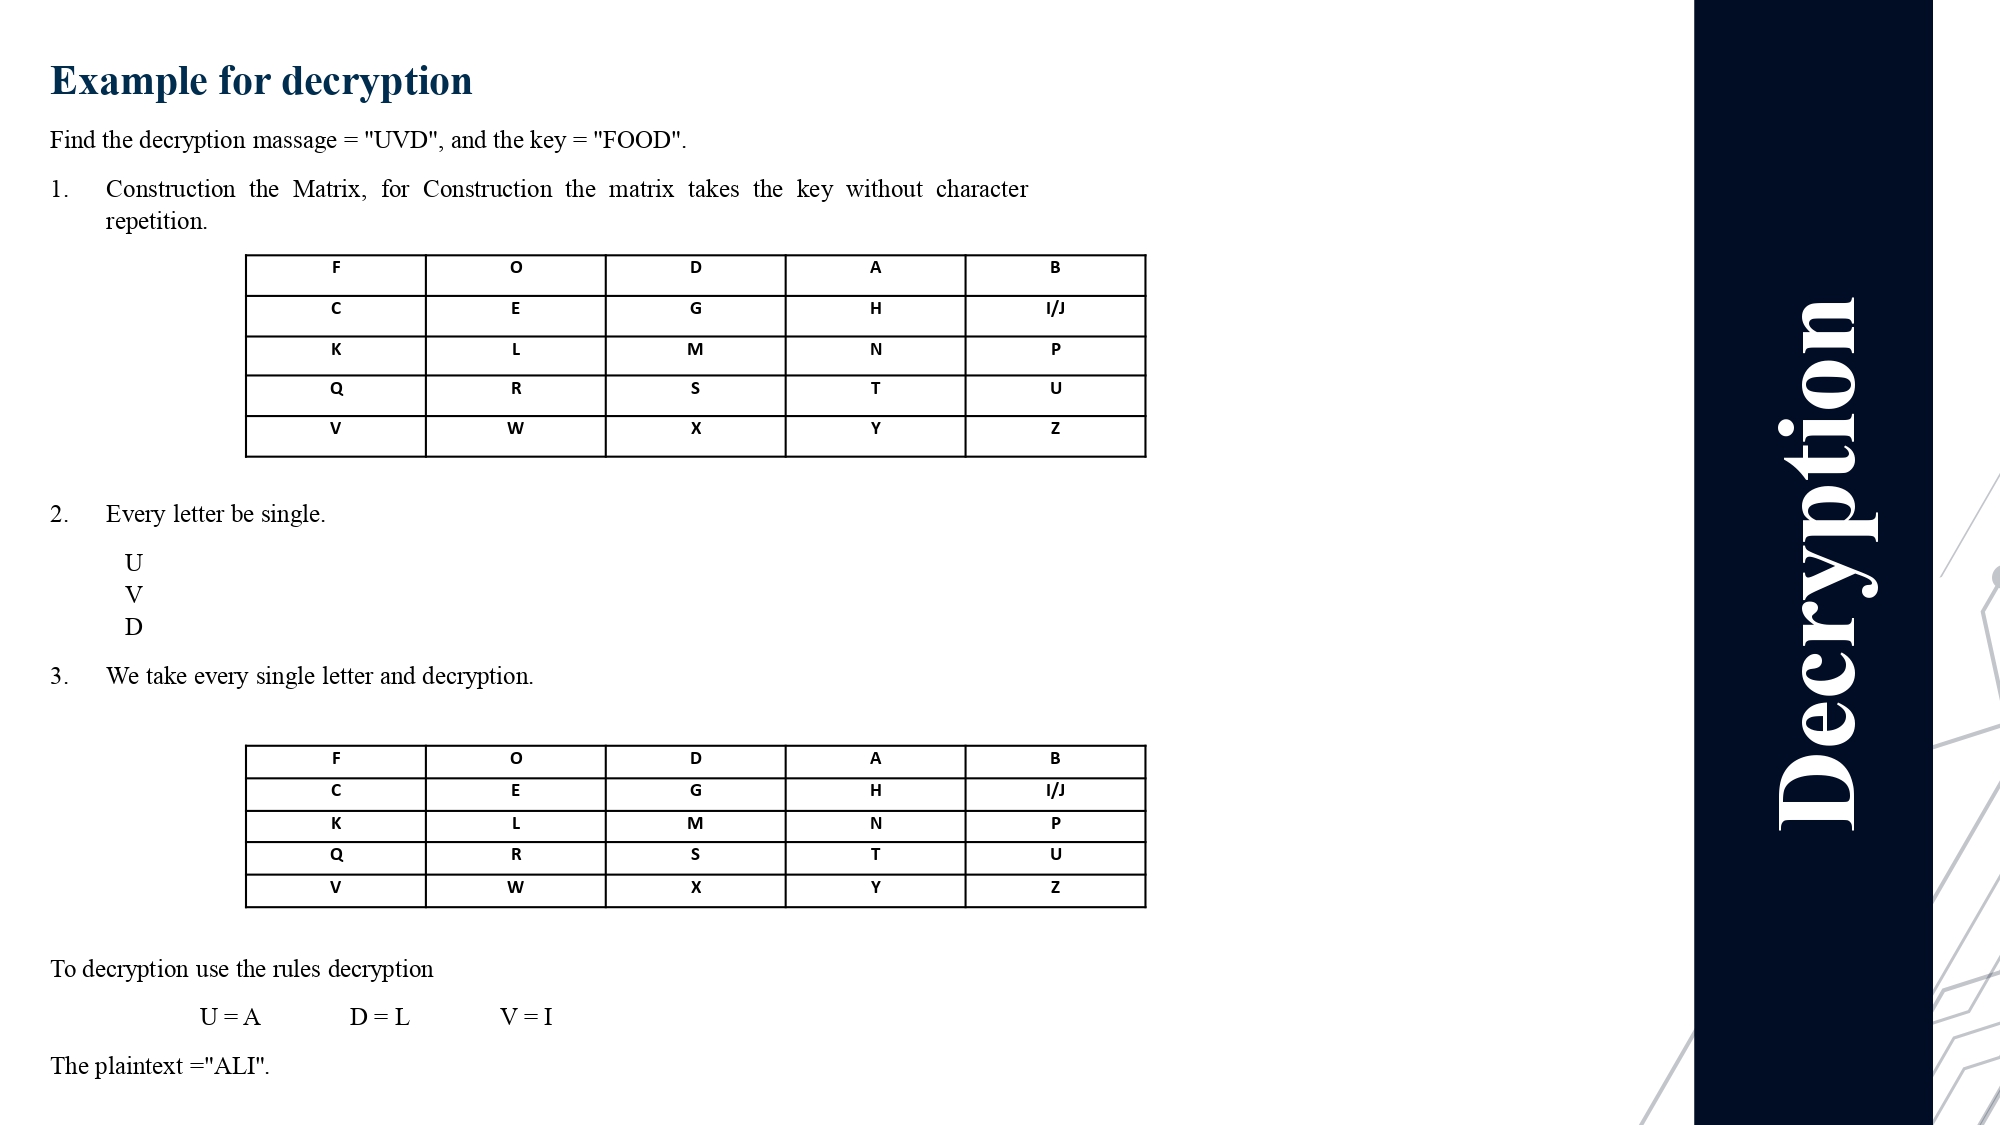 Example for decryption
Find the decryption massage = "UVD", and the key = "FOOD".
1. Construction the Matrix, for Construction the matrix takes the key without character
repetition.
F O D A B
C E G H I/J
K L M N P
Q R S T U
V W X Y Z
2. Every letter be single.
U
V
D
3. We take every single letter and decryption.
F O D A B
C E G H I/J
K L M N P
Q R S T U
V W X Y Z
To decryption use the rules decryption
U = A D = L V = I
The plaintext ="ALI".
Decryption